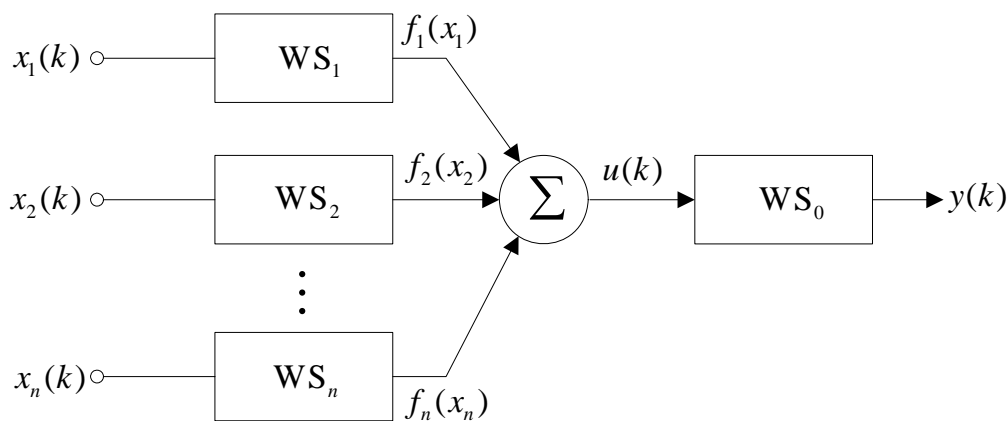 x₁(k)
WS₁
f₁(x₁)
x₂(k)
WS₂
f₂(x₂)
Σ
u(k)
WS₀
y(k)
⋮
xₙ(k)
WSₙ
fₙ(xₙ)